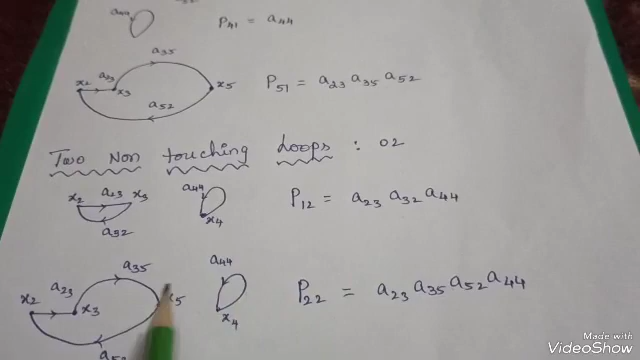 a44 P41 = a44
a35
a23
x2 x3 x5 P51 = a23 a35 a52
a52
Two Non touching Loops : 02
a23 a44
x2 x3 P12 = a23 a32 a44
a32 x4
a35 a44
a23
x2 x3 x5 x4 P22 = a23 a35 a52 a44
Made with
VideoShow